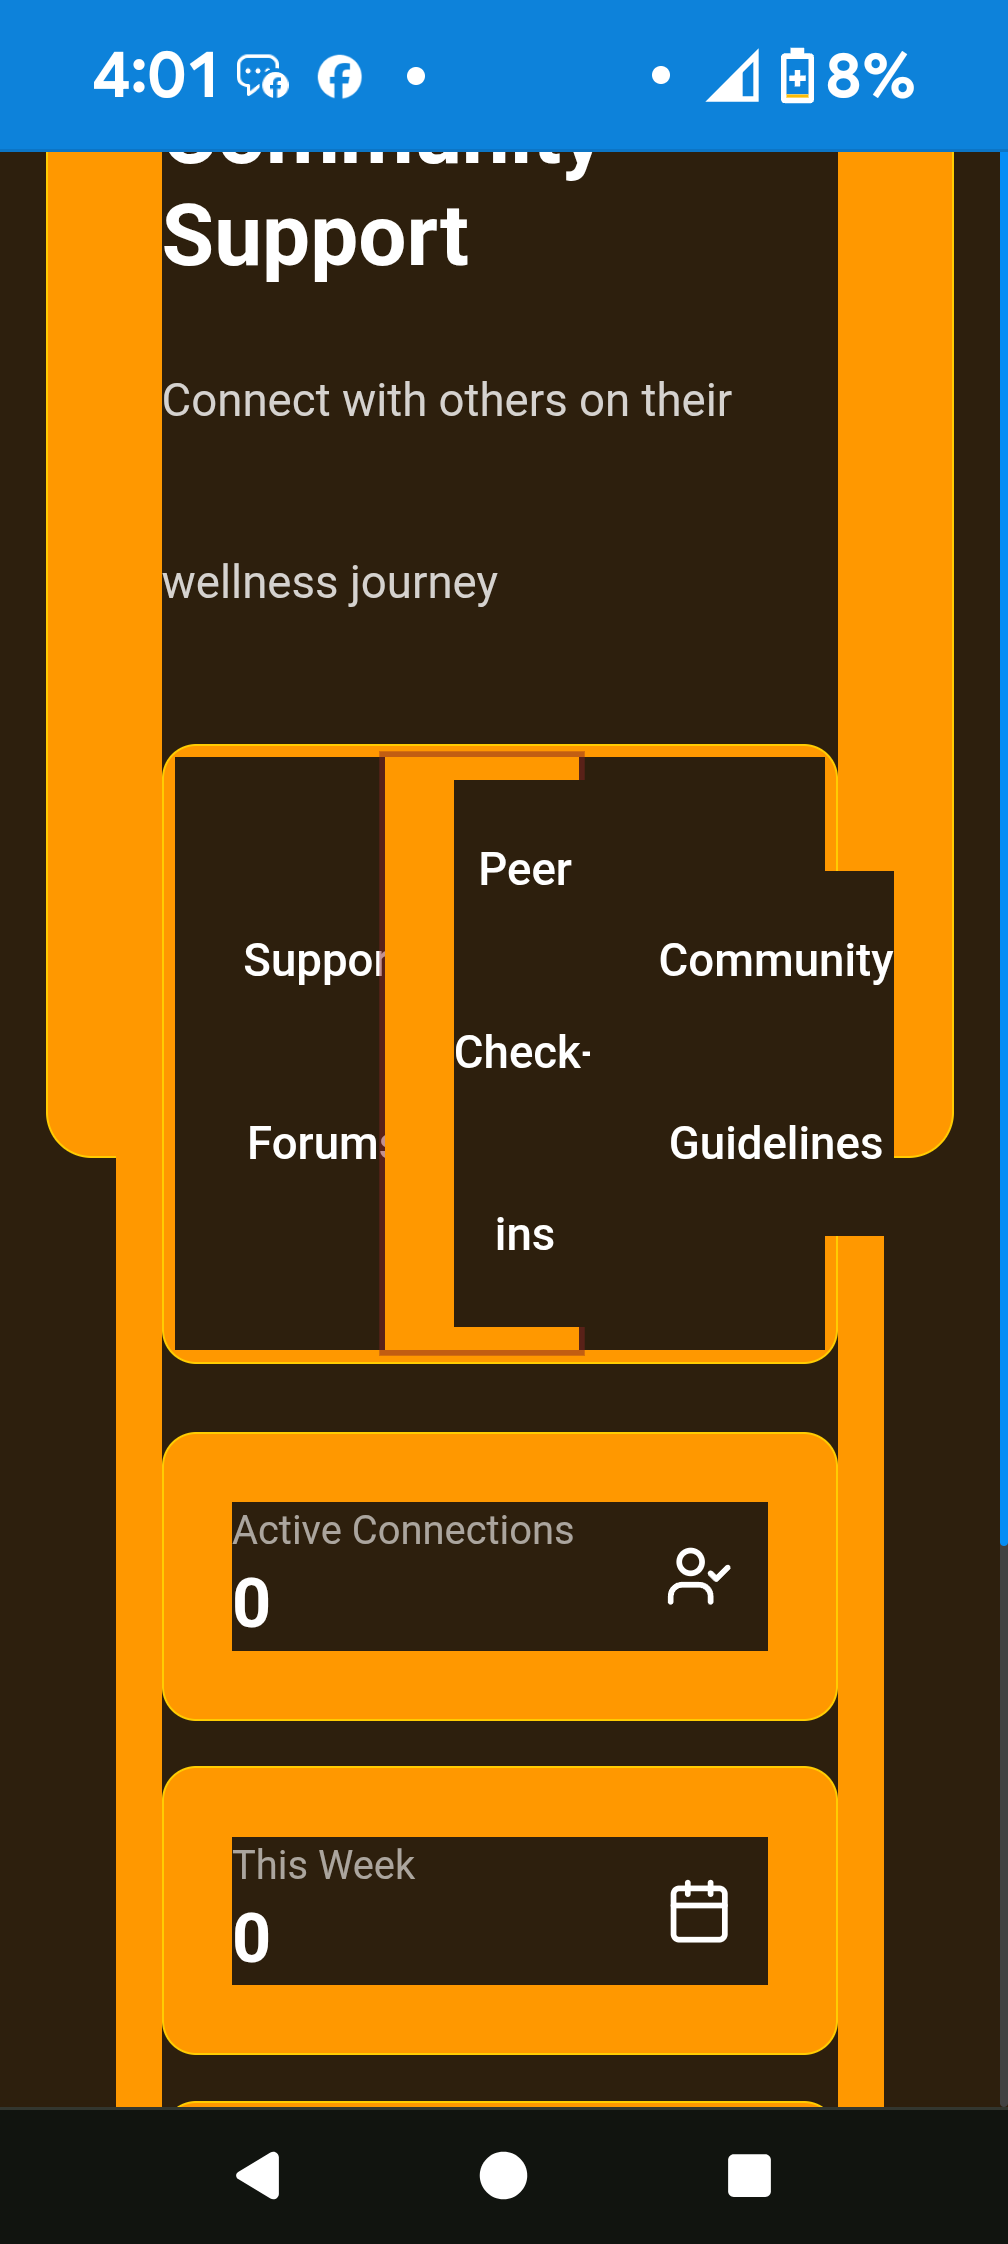 4:01 8%
Community
Support
Connect with others on their
wellness journey
Peer
Suppor Community
Check-
Forums Guidelines
ins
Active Connections
0
This Week
0